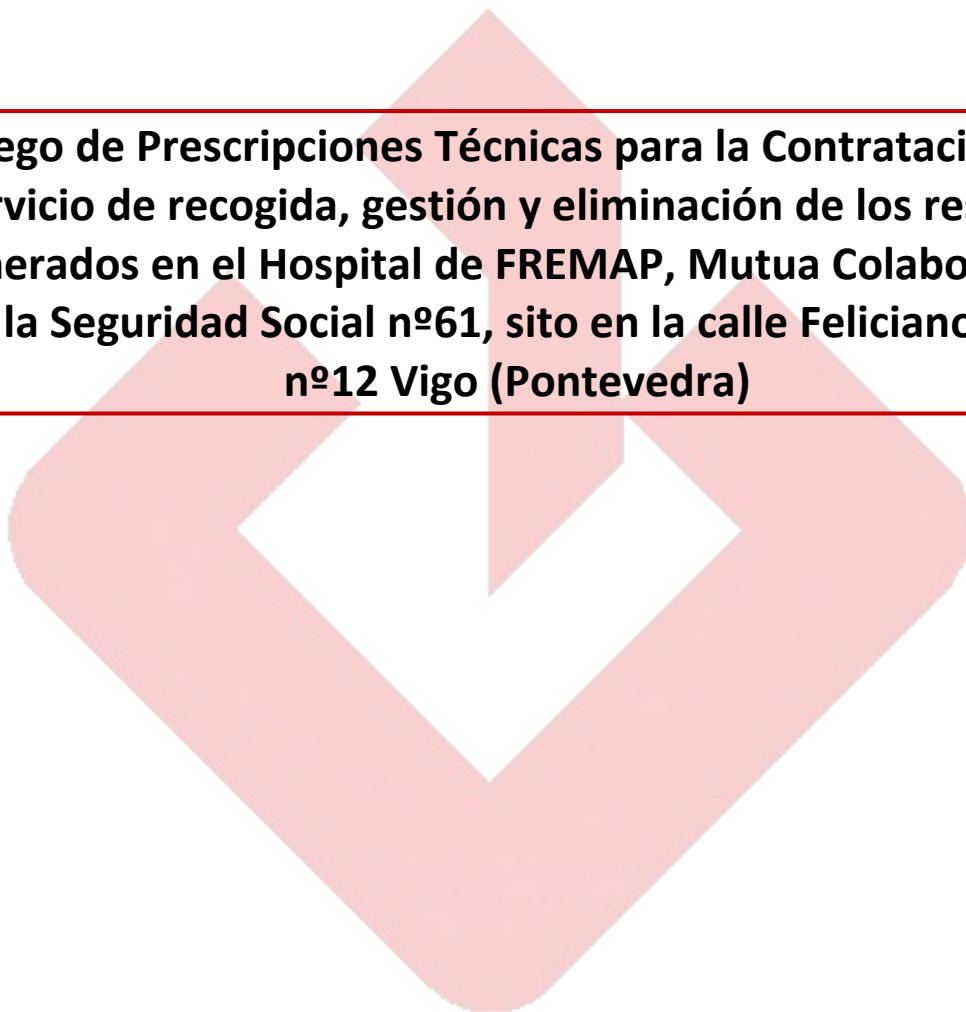 ego de Prescripciones Técnicas para la Contrataci
rvicio de recogida, gestión y eliminación de los re
nerados en el Hospital de FREMAP, Mutua Colabo
la Seguridad Social nº61, sito en la calle Feliciano
nº12 Vigo (Pontevedra)